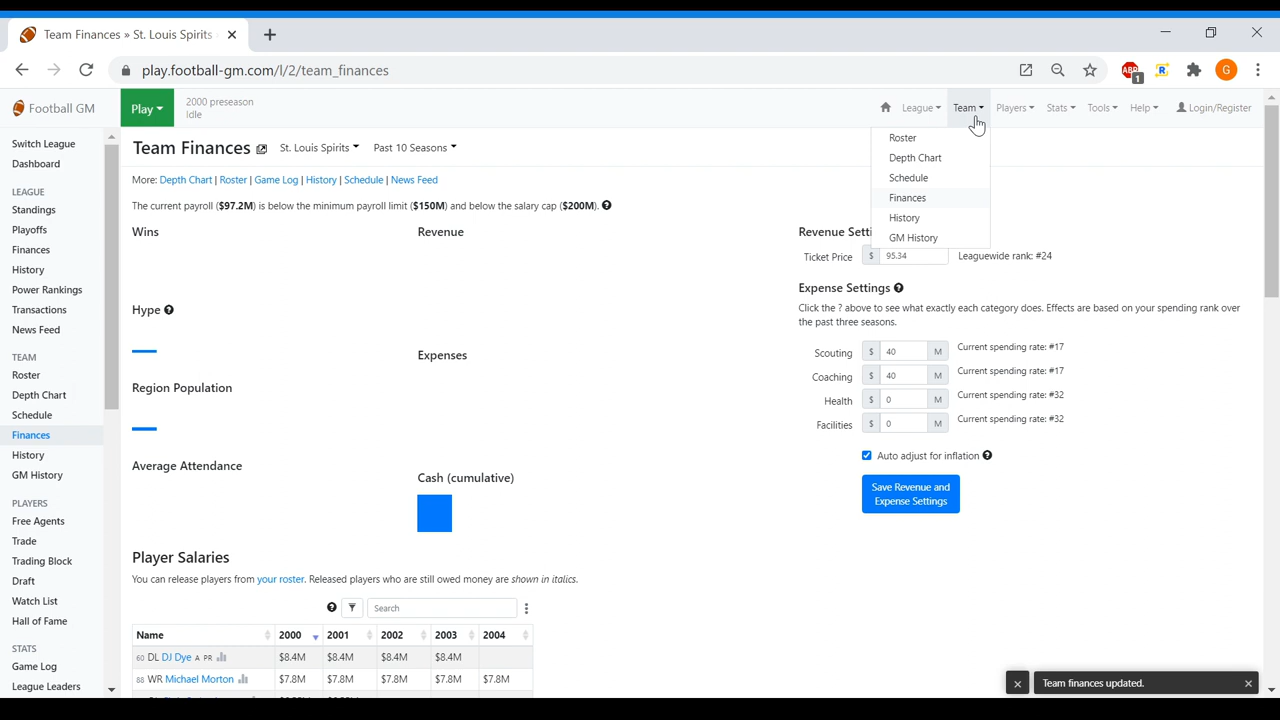 Team Finances » St. Louis Spirits
play.football-gm.com/l/2/team_finances
ABP
1
R
G
Football GM
Play
2000 preseason
Idle
League
Team
Players
Stats
Tools
Help
Login/Register
Switch League
Dashboard
LEAGUE
Standings
Playoffs
Finances
History
Power Rankings
Transactions
News Feed
TEAM
Roster
Depth Chart
Schedule
Finances
History
GM History
PLAYERS
Free Agents
Trade
Trading Block
Draft
Watch List
Hall of Fame
STATS
Game Log
League Leaders
Team Finances
St. Louis Spirits
Past 10 Seasons
More: Depth Chart | Roster | Game Log | History | Schedule | News Feed
The current payroll ($97.2M) is below the minimum payroll limit ($150M) and below the salary cap ($200M).
Roster
Depth Chart
Schedule
Finances
History
GM History
Wins
Revenue
Hype
Expenses
Region Population
Average Attendance
Cash (cumulative)
Revenue Setti
Ticket Price $ 95.34 Leaguewide rank: #24
Expense Settings
Click the ? above to see what exactly each category does. Effects are based on your spending rank over
the past three seasons.
Scouting $ 40 M Current spending rate: #17
Coaching $ 40 M Current spending rate: #17
Health $ 0 M Current spending rate: #32
Facilities $ 0 M Current spending rate: #32
Auto adjust for inflation
Save Revenue and
Expense Settings
Player Salaries
You can release players from your roster. Released players who are still owed money are shown in italics.
Search
Name 2000 2001 2002 2003 2004
60 DL DJ Dye A PR $8.4M $8.4M $8.4M $8.4M
88 WR Michael Morton $7.8M $7.8M $7.8M $7.8M $7.8M
Team finances updated.